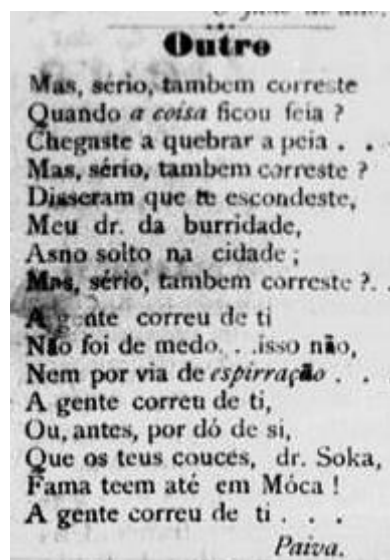 Outro
Mas, sério, tambem correste
Quando a coisa ficou feia ?
Chegaste a quebrar a peia . .
Mas, sério, tambem correste ?
Disseram que te escondeste,
Meu dr. da burridade,
Asno solto na cidade ;
Mas, sério, tambem correste ?. .
A gente correu de ti
Não foi de medo. . .isso não,
Nem por via de espirração . .
A gente correu de ti,
Ou, antes, por dó de si,
Que os teus couces, dr. Soka,
Fama teem até em Móca !
A gente correu de ti . . .
Paiva.